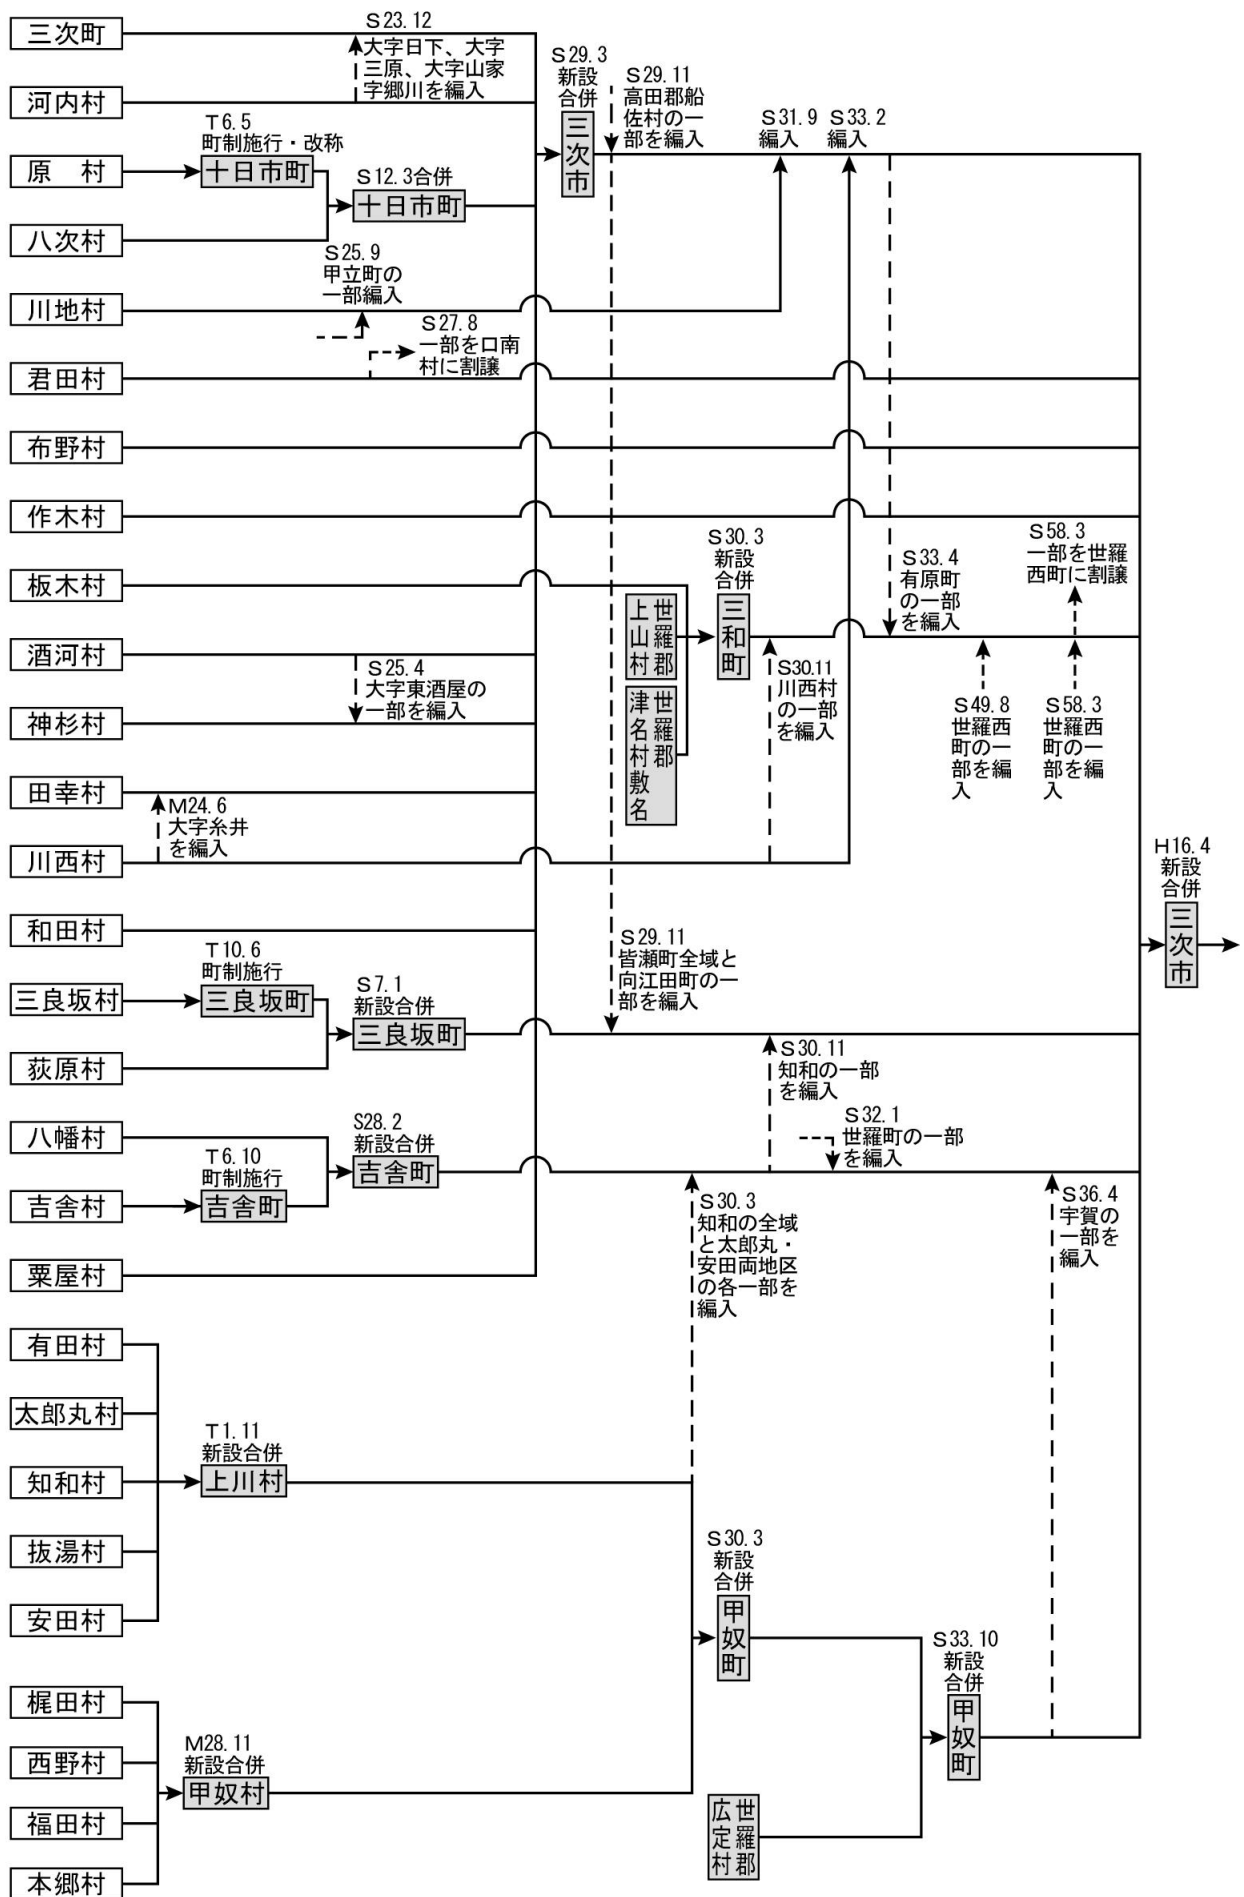 三次町
河内村
原　村
八次村
川地村
君田村
布野村
作木村
板木村
酒河村
神杉村
田幸村
川西村
和田村
三良坂村
荻原村
八幡村
吉舎村
粟屋村
有田村
太郎丸村
知和村
抜湯村
安田村
梶田村
西野村
福田村
本郷村
S23.12
大字日下、大字
三原、大字山家
字郷川を編入
T6.5
町制施行・改称
十日市町
S12.3合併
十日市町
S25.9
甲立町の
一部編入
S27.8
一部を口南
村に割譲
S29.3
新設
合併
三次市
S29.11
高田郡船
佐村の一
部を編入
S31.9
編入
S33.2
編入
S25.4
大字東酒屋の
一部を編入
M24.6
大字糸井
を編入
世羅郡
上山村
世羅郡
津名村敷名
S30.3
新設
合併
三和町
S30.11
川西村
の一部
を編入
S33.4
有原町
の一部
を編入
S58.3
一部を世羅
西町に割譲
S49.8
世羅西
町の一
部を編
入
S58.3
世羅西
町の一
部を編
入
H16.4
新設
合併
三次市
T10.6
町制施行
三良坂町
S7.1
新設合併
三良坂町
S29.11
皆瀬町全域と
向江田町の一
部を編入
S30.11
知和の一部
を編入
S28.2
新設合併
吉舎町
T6.10
町制施行
吉舎町
S32.1
世羅町の一部
を編入
S30.3
知和の全域
と太郎丸・
安田両地区
の各一部を
編入
S36.4
宇賀の
一部を
編入
T1.11
新設合併
上川村
M28.11
新設合併
甲奴村
S30.3
新設
合併
甲奴町
世羅郡
広定村
S33.10
新設
合併
甲奴町